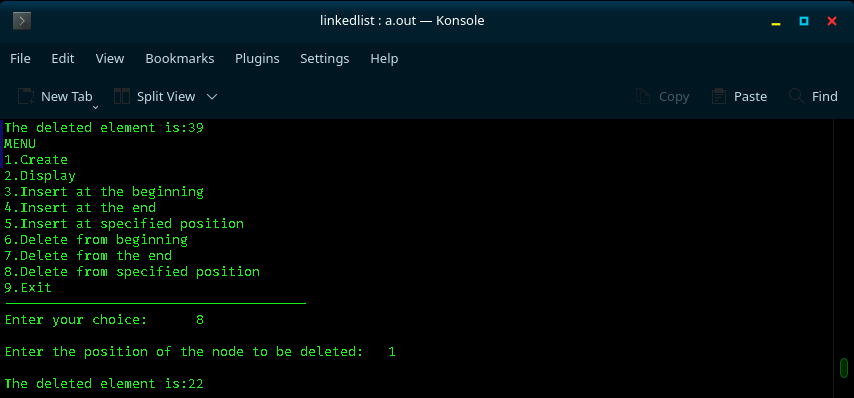 linkedlist : a.out — Konsole
File Edit View Bookmarks Plugins Settings Help
New Tab Split View Copy Paste Find
The deleted element is:39
MENU
1.Create
2.Display
3.Insert at the beginning
4.Insert at the end
5.Insert at specified position
6.Delete from beginning
7.Delete from the end
8.Delete from specified position
9.Exit
Enter your choice: 8
Enter the position of the node to be deleted: 1
The deleted element is:22